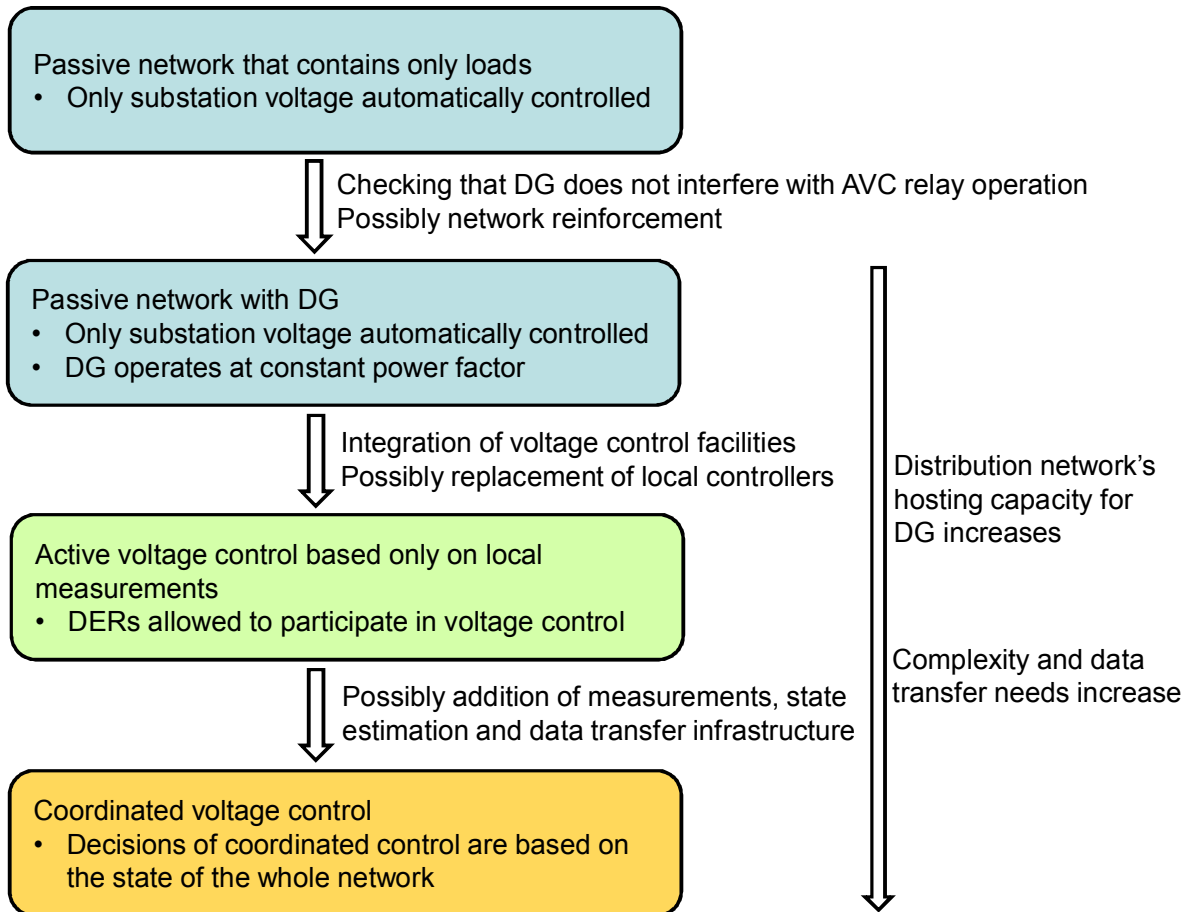 Passive network that contains only loads
• Only substation voltage automatically controlled
Checking that DG does not interfere with AVC relay operation
Possibly network reinforcement
Passive network with DG
• Only substation voltage automatically controlled
• DG operates at constant power factor
Integration of voltage control facilities
Possibly replacement of local controllers
Active voltage control based only on local
measurements
• DERs allowed to participate in voltage control
Possibly addition of measurements, state
estimation and data transfer infrastructure
Coordinated voltage control
• Decisions of coordinated control are based on
the state of the whole network
Distribution network’s
hosting capacity for
DG increases
Complexity and data
transfer needs increase